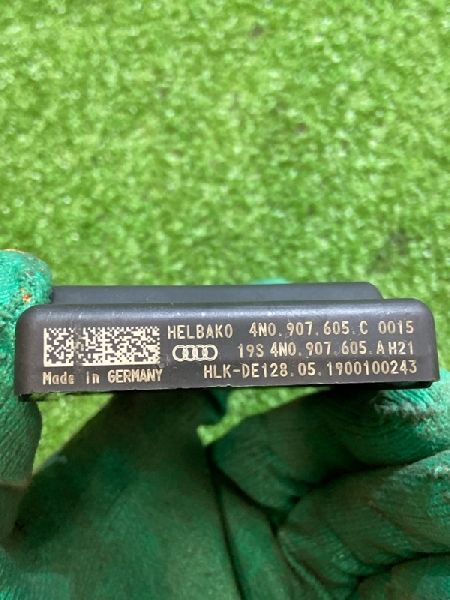 HELBAKO 4N0.907.605.C 0015
19S 4N0.907.605.A H21
Made in GERMANY HLK-DE128.05.1900100243